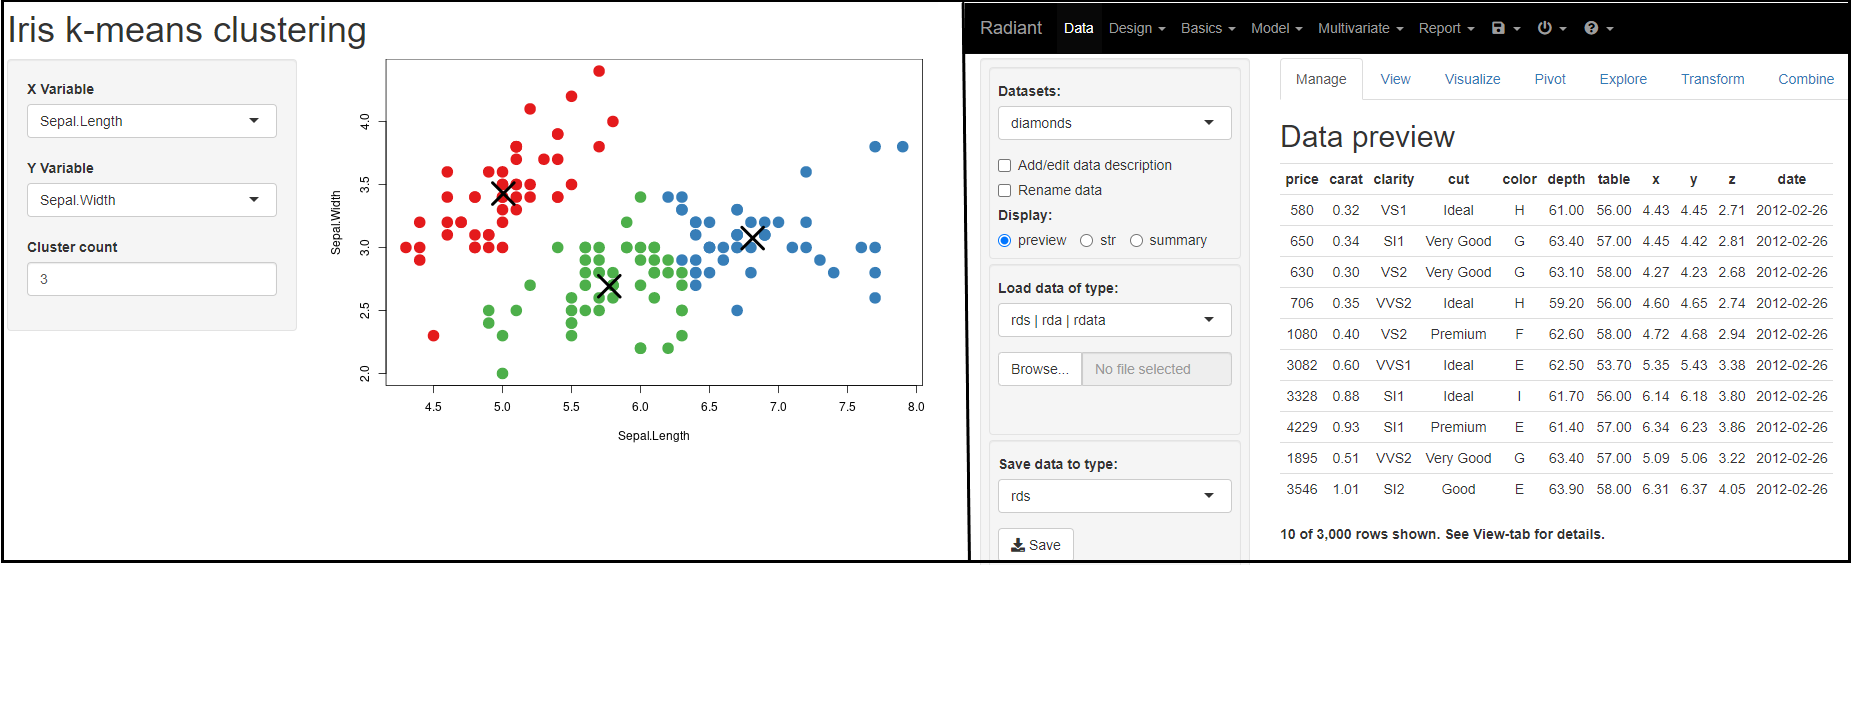 Iris k-means clustering
X Variable
Sepal.Length
Y Variable
Sepal.Width
Cluster count
3
Sepal.Width
4.0
3.5
3.0
2.5
2.0
4.5 5.0 5.5 6.0 6.5 7.0 7.5 8.0
Sepal.Length
Radiant Data Design Basics Model Multivariate Report
Datasets:
diamonds
Add/edit data description
Rename data
Display:
preview str summary
Load data of type:
rds | rda | rdata
Browse... No file selected
Save data to type:
rds
Save
Manage View Visualize Pivot Explore Transform Combine
Data preview
price carat clarity cut color depth table x y z date
580 0.32 VS1 Ideal H 61.00 56.00 4.43 4.45 2.71 2012-02-26
650 0.34 SI1 Very Good G 63.40 57.00 4.45 4.42 2.81 2012-02-26
630 0.30 VS2 Very Good G 63.10 58.00 4.27 4.23 2.68 2012-02-26
706 0.35 VVS2 Ideal H 59.20 56.00 4.60 4.65 2.74 2012-02-26
1080 0.40 VS2 Premium F 62.60 58.00 4.72 4.68 2.94 2012-02-26
3082 0.60 VVS1 Ideal E 62.50 53.70 5.35 5.43 3.38 2012-02-26
3328 0.88 SI1 Ideal I 61.70 56.00 6.14 6.18 3.80 2012-02-26
4229 0.93 SI1 Premium E 61.40 57.00 6.34 6.23 3.86 2012-02-26
1895 0.51 VVS2 Very Good G 63.40 57.00 5.09 5.06 3.22 2012-02-26
3546 1.01 SI2 Good E 63.90 58.00 6.31 6.37 4.05 2012-02-26
10 of 3,000 rows shown. See View-tab for details.